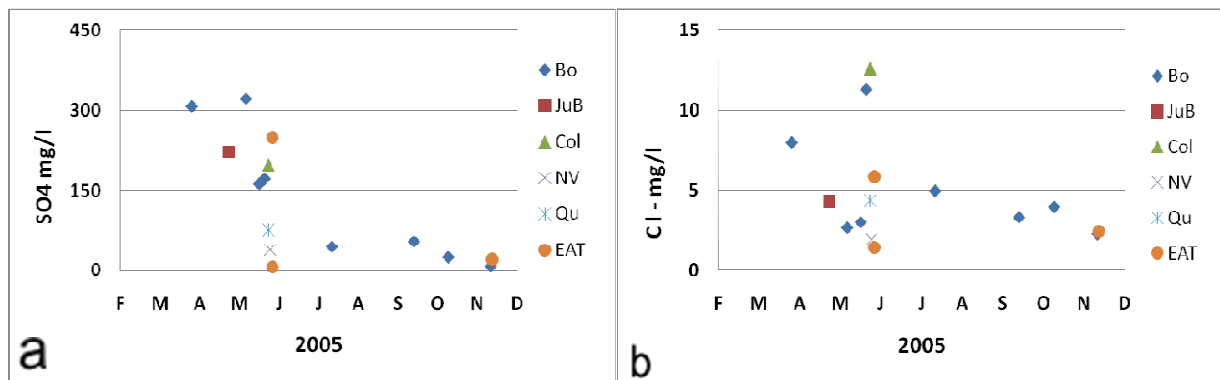 450
300
150
0
SO4 mg/l
F M A M J J A S O N D
2005
Bo
JuB
Col
NV
Qu
EAT
a
15
10
5
0
Cl - mg/l
F M A M J J A S O N D
2005
Bo
JuB
Col
NV
Qu
EAT
b